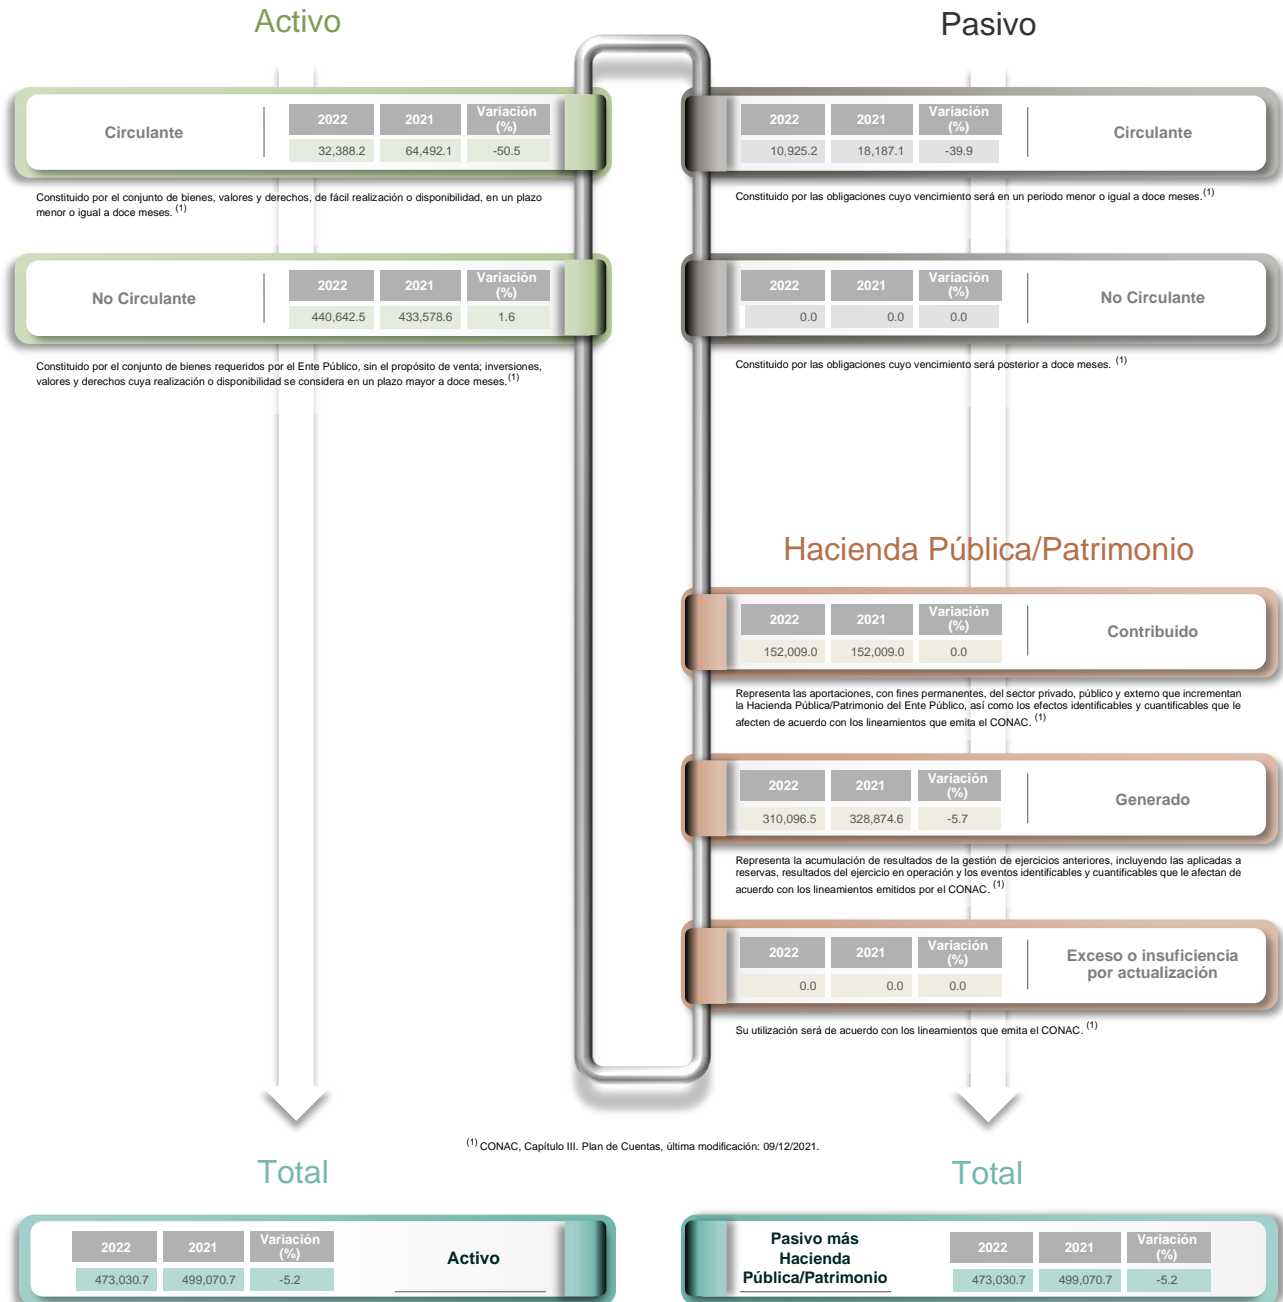 Activo
Circulante
2022 2021 Variación (%)
32,388.2 64,492.1 -50.5
Constituido por el conjunto de bienes, valores y derechos, de fácil realización o disponibilidad, en un plazo
menor o igual a doce meses. (1)
No Circulante
2022 2021 Variación (%)
440,642.5 433,578.6 1.6
Constituido por el conjunto de bienes requeridos por el Ente Público, sin el propósito de venta; inversiones,
valores y derechos cuya realización o disponibilidad se considera en un plazo mayor a doce meses.(1)
Pasivo
2022 2021 Variación (%)
10,925.2 18,187.1 -39.9
Circulante
Constituido por las obligaciones cuyo vencimiento será en un periodo menor o igual a doce meses.(1)
2022 2021 Variación (%)
0.0 0.0 0.0
No Circulante
Constituido por las obligaciones cuyo vencimiento será posterior a doce meses. (1)
Hacienda Pública/Patrimonio
2022 2021 Variación (%)
152,009.0 152,009.0 0.0
Contribuido
Representa las aportaciones, con fines permanentes, del sector privado, público y externo que incrementan
la Hacienda Pública/Patrimonio del Ente Público, así como los efectos identificables y cuantificables que le
afecten de acuerdo con los lineamientos que emita el CONAC. (1)
2022 2021 Variación (%)
310,096.5 328,874.6 -5.7
Generado
Representa la acumulación de resultados de la gestión de ejercicios anteriores, incluyendo las aplicadas a
reservas, resultados del ejercicio en operación y los eventos identificables y cuantificables que le afectan de
acuerdo con los lineamientos emitidos por el CONAC. (1)
2022 2021 Variación (%)
0.0 0.0 0.0
Exceso o insuficiencia
por actualización
Su utilización será de acuerdo con los lineamientos que emita el CONAC. (1)
(1) CONAC, Capítulo III. Plan de Cuentas, última modificación: 09/12/2021.
Total
2022 2021 Variación (%)
473,030.7 499,070.7 -5.2
Activo
Total
Pasivo más
Hacienda
Pública/Patrimonio
2022 2021 Variación (%)
473,030.7 499,070.7 -5.2